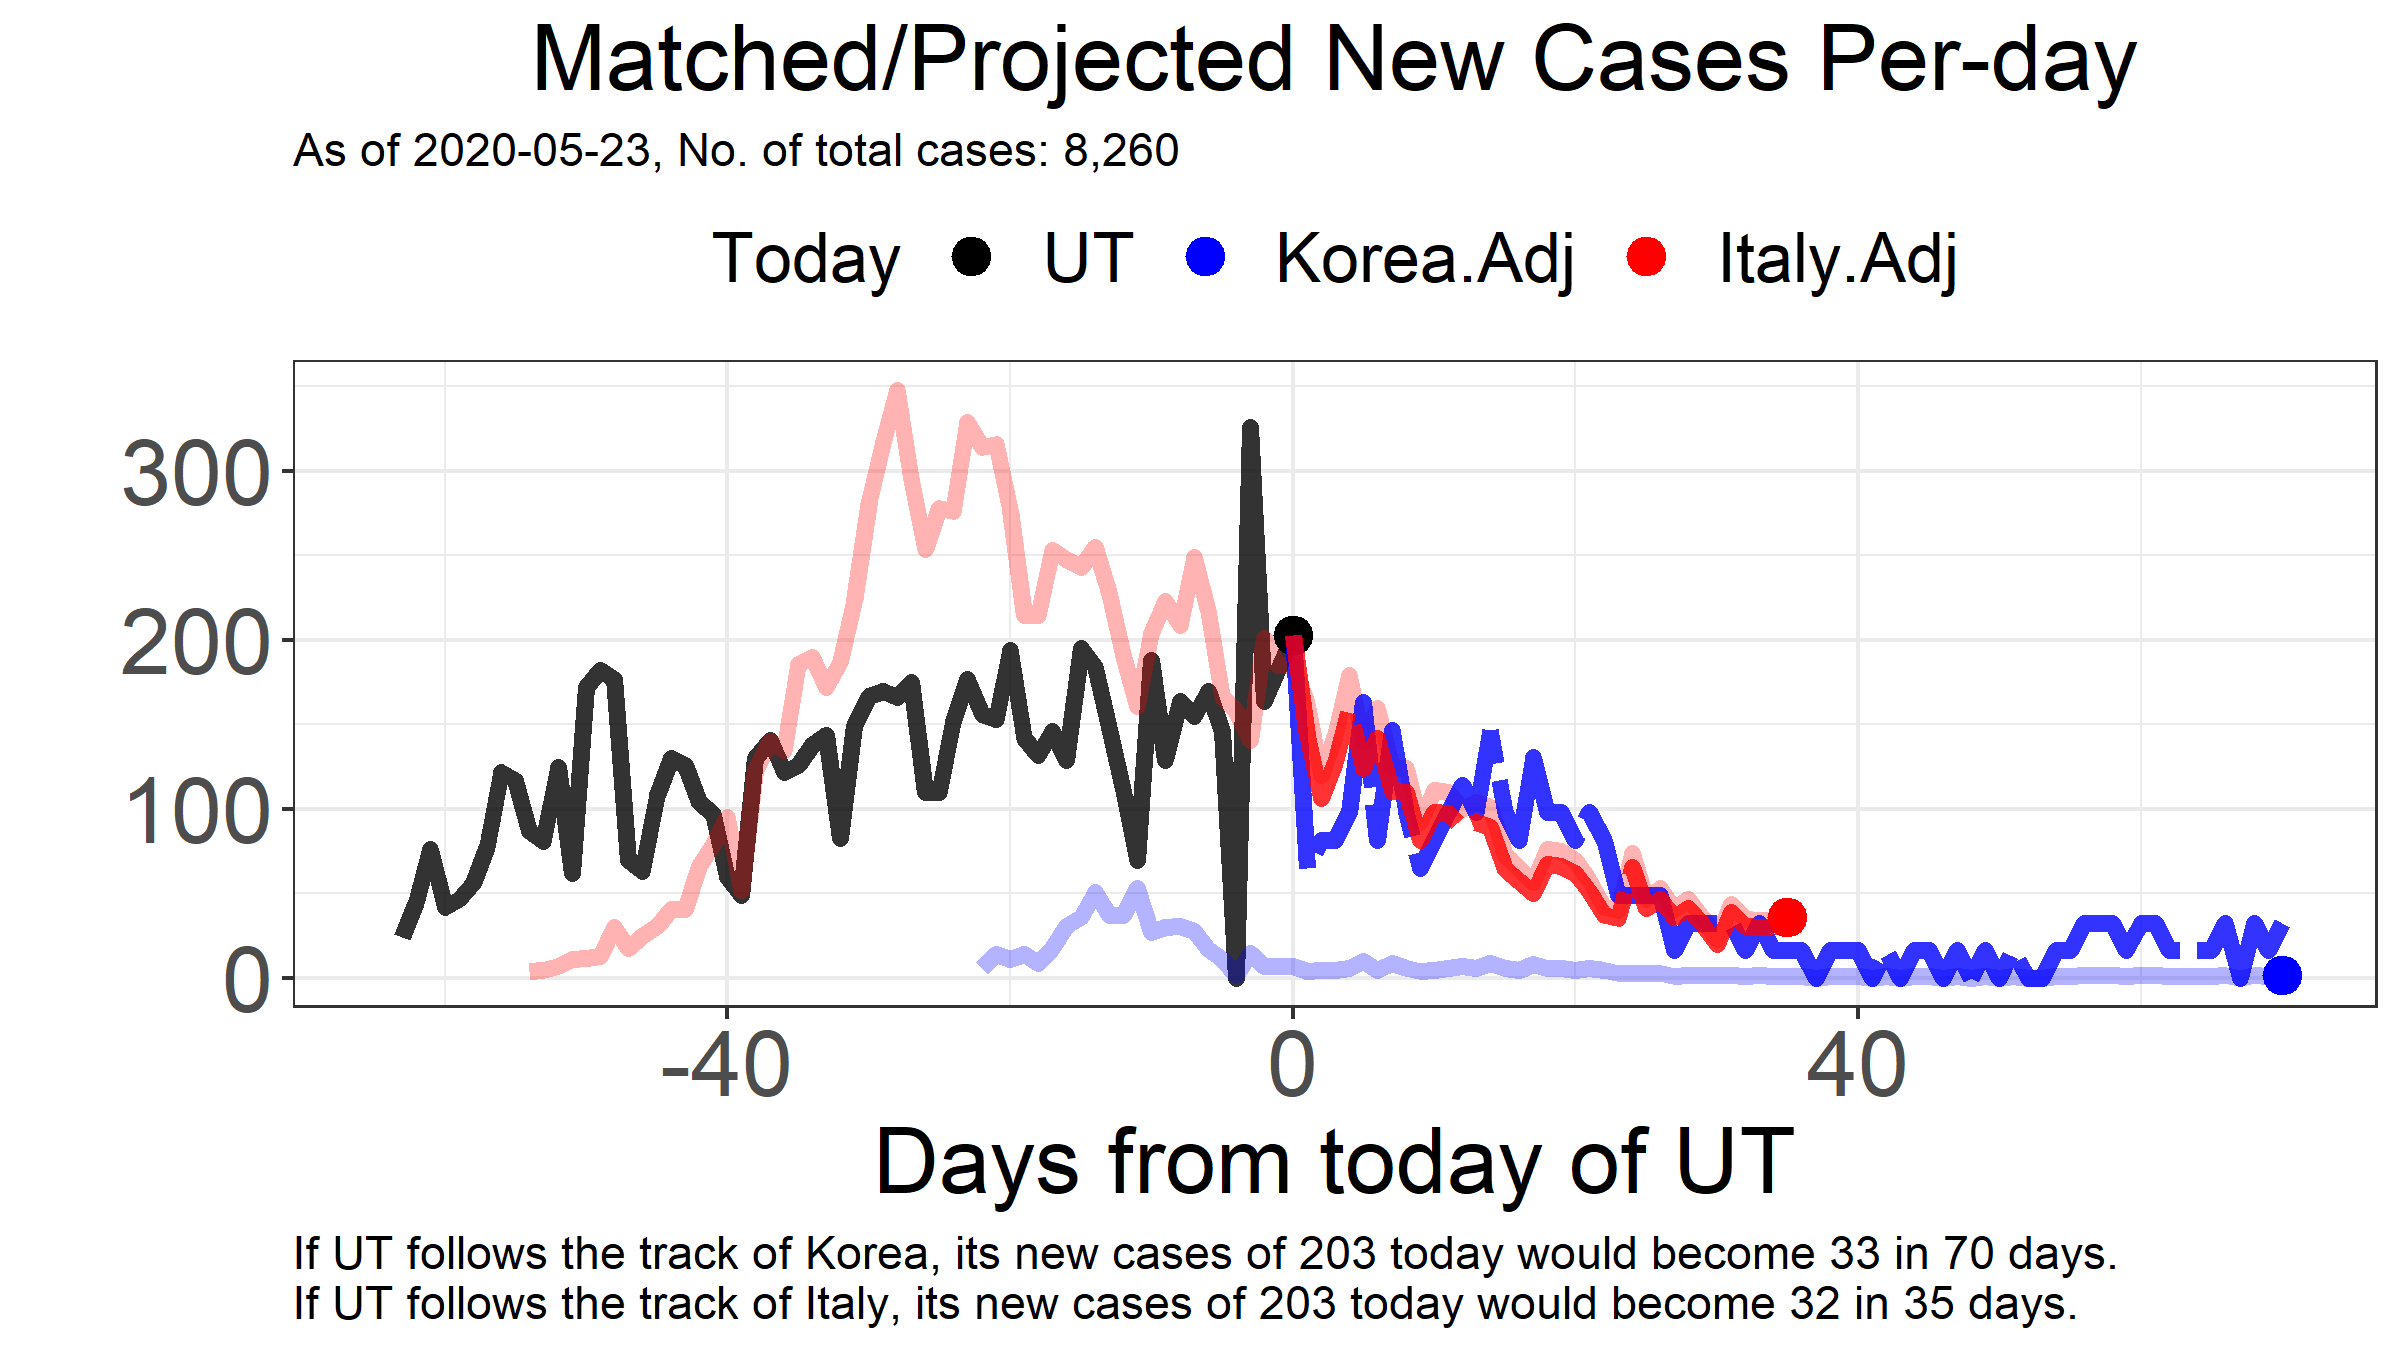 Matched/Projected New Cases Per-day
As of 2020-05-23, No. of total cases: 8,260
Today UT Korea.Adj Italy.Adj
300
200
100
0
-40 0 40
Days from today of UT
If UT follows the track of Korea, its new cases of 203 today would become 33 in 70 days.
If UT follows the track of Italy, its new cases of 203 today would become 32 in 35 days.